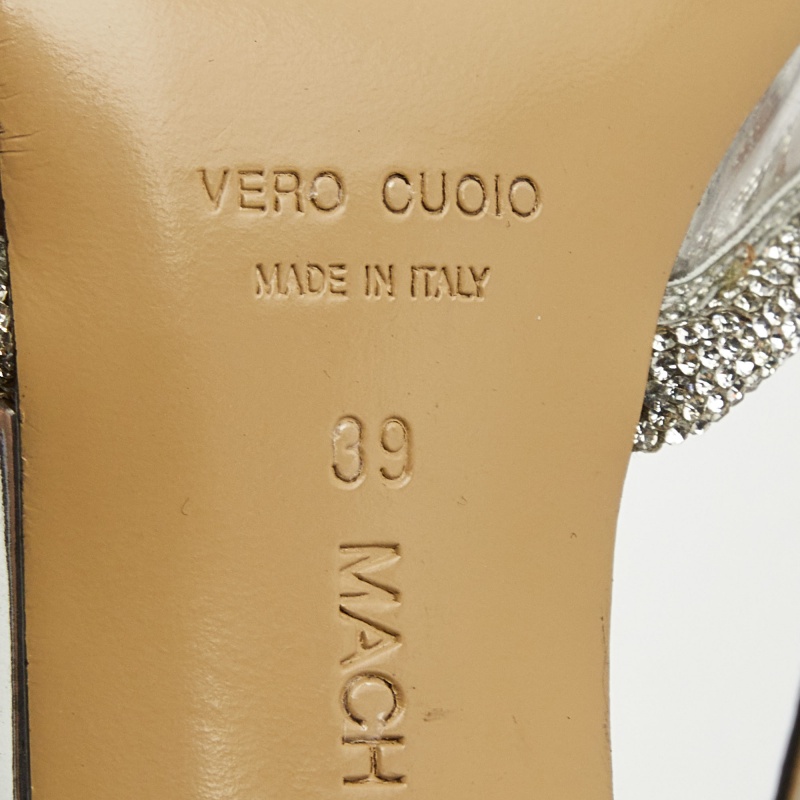 VERO CUOIO
MADE IN ITALY
39
MACH